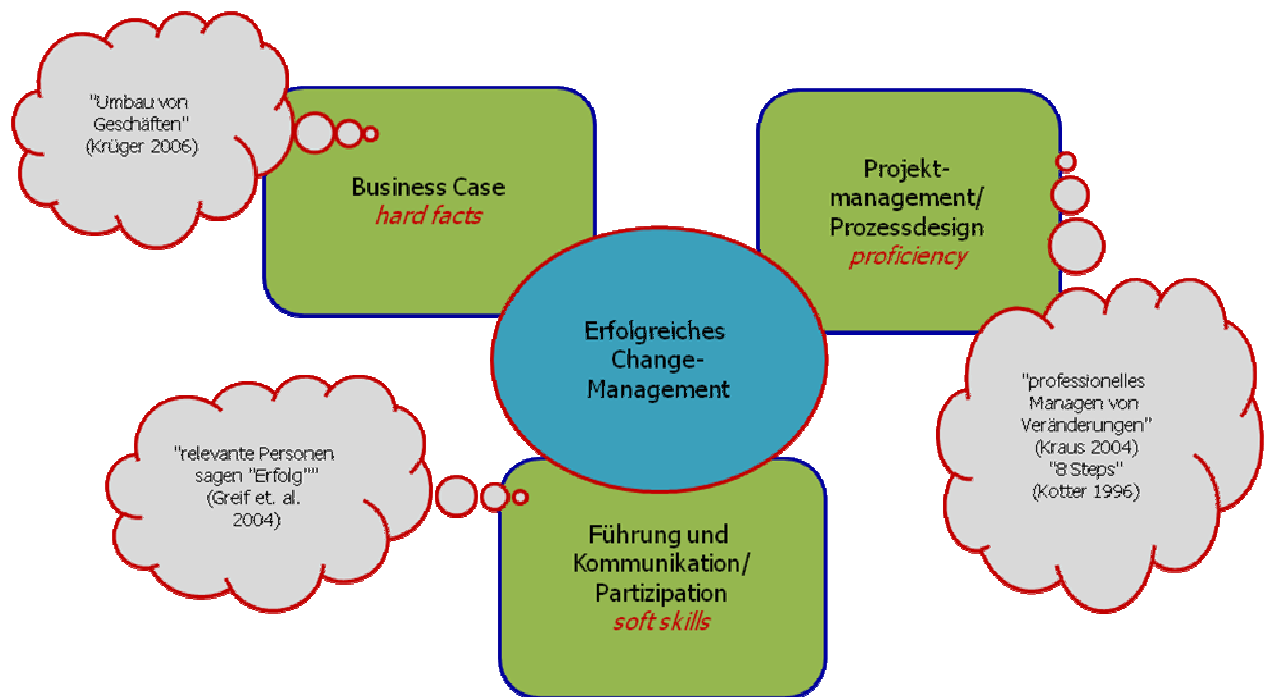 "Umbau von
Geschäften"
(Krüger 2006)
Business Case
hard facts
Projekt-
management/
Prozessdesign
proficiency
Erfolgreiches
Change-
Management
"professionelles
Managen von
Veränderungen"
(Kraus 2004)
"8 Steps"
(Kotter 1996)
"relevante Personen
sagen "Erfolg""
(Greif et. al.
2004)
Führung und
Kommunikation/
Partizipation
soft skills